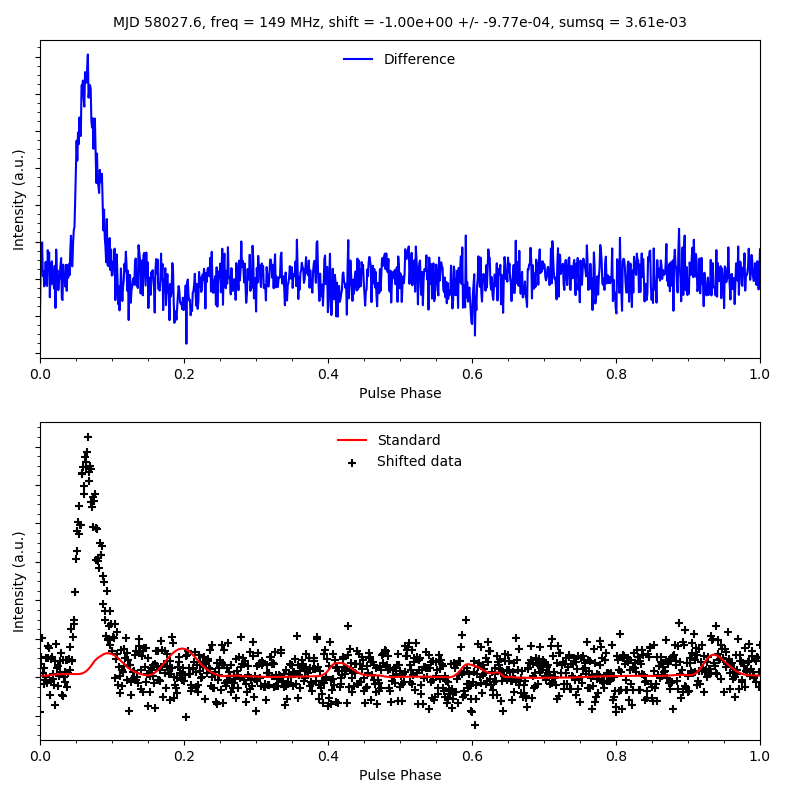 MJD 58027.6, freq = 149 MHz, shift = -1.00e+00 +/- -9.77e-04, sumsq = 3.61e-03
Difference
Intensity (a.u.)
0.0 0.2 0.4 0.6 0.8 1.0
Pulse Phase
Standard
Shifted data
Intensity (a.u.)
0.0 0.2 0.4 0.6 0.8 1.0
Pulse Phase